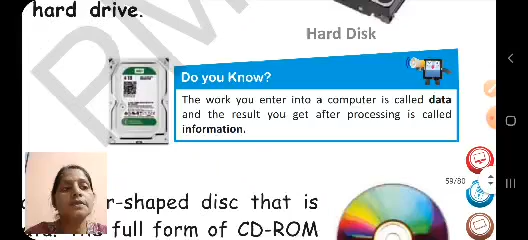 hard drive.
Hard Disk
Do you Know?
The work you enter into a computer is called data
and the result you get after processing is called
information.
59/80
-shaped disc that is
full form of CD-ROM